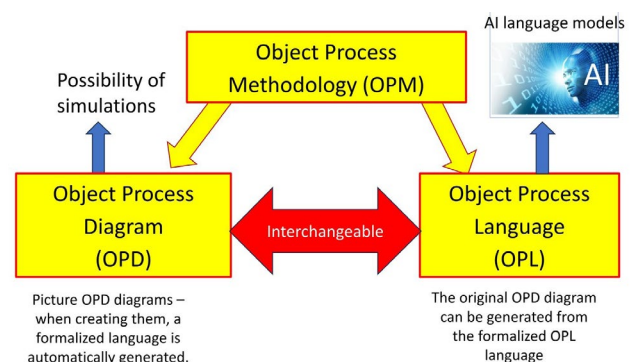 AI language models
Object Process
Methodology (OPM)
AI
Possibility of
simulations
Object Process
Diagram
(OPD)
Interchangeable
Object Process
Language
(OPL)
Picture OPD diagrams –
when creating them, a
formalized language is
automatically generated.
The original OPD diagram
can be generated from
the formalized OPL
language